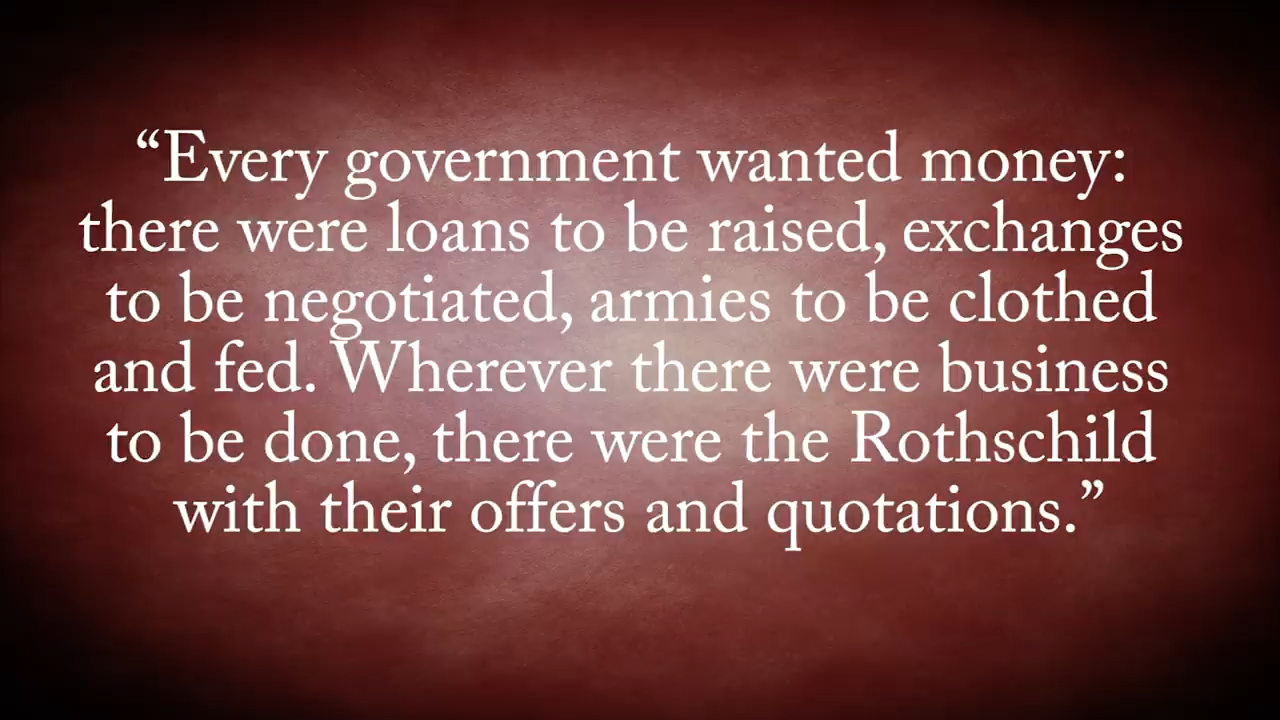 “Every government wanted money:
there were loans to be raised, exchanges
to be negotiated, armies to be clothed
and fed. Wherever there were business
to be done, there were the Rothschild
with their offers and quotations.”